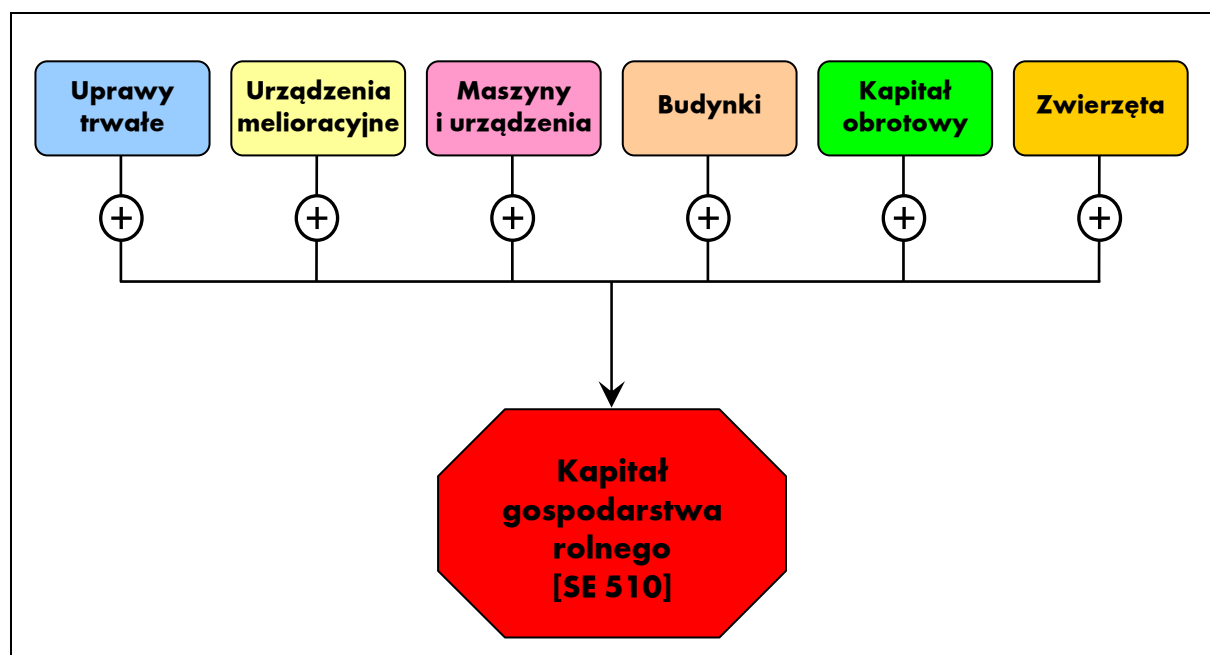 Uprawy
trwałe
Urządzenia
melioracyjne
Maszyny
i urządzenia
Budynki
Kapitał
obrotowy
Zwierzęta
+ + + + + +
Kapitał
gospodarstwa
rolnego
[SE 510]